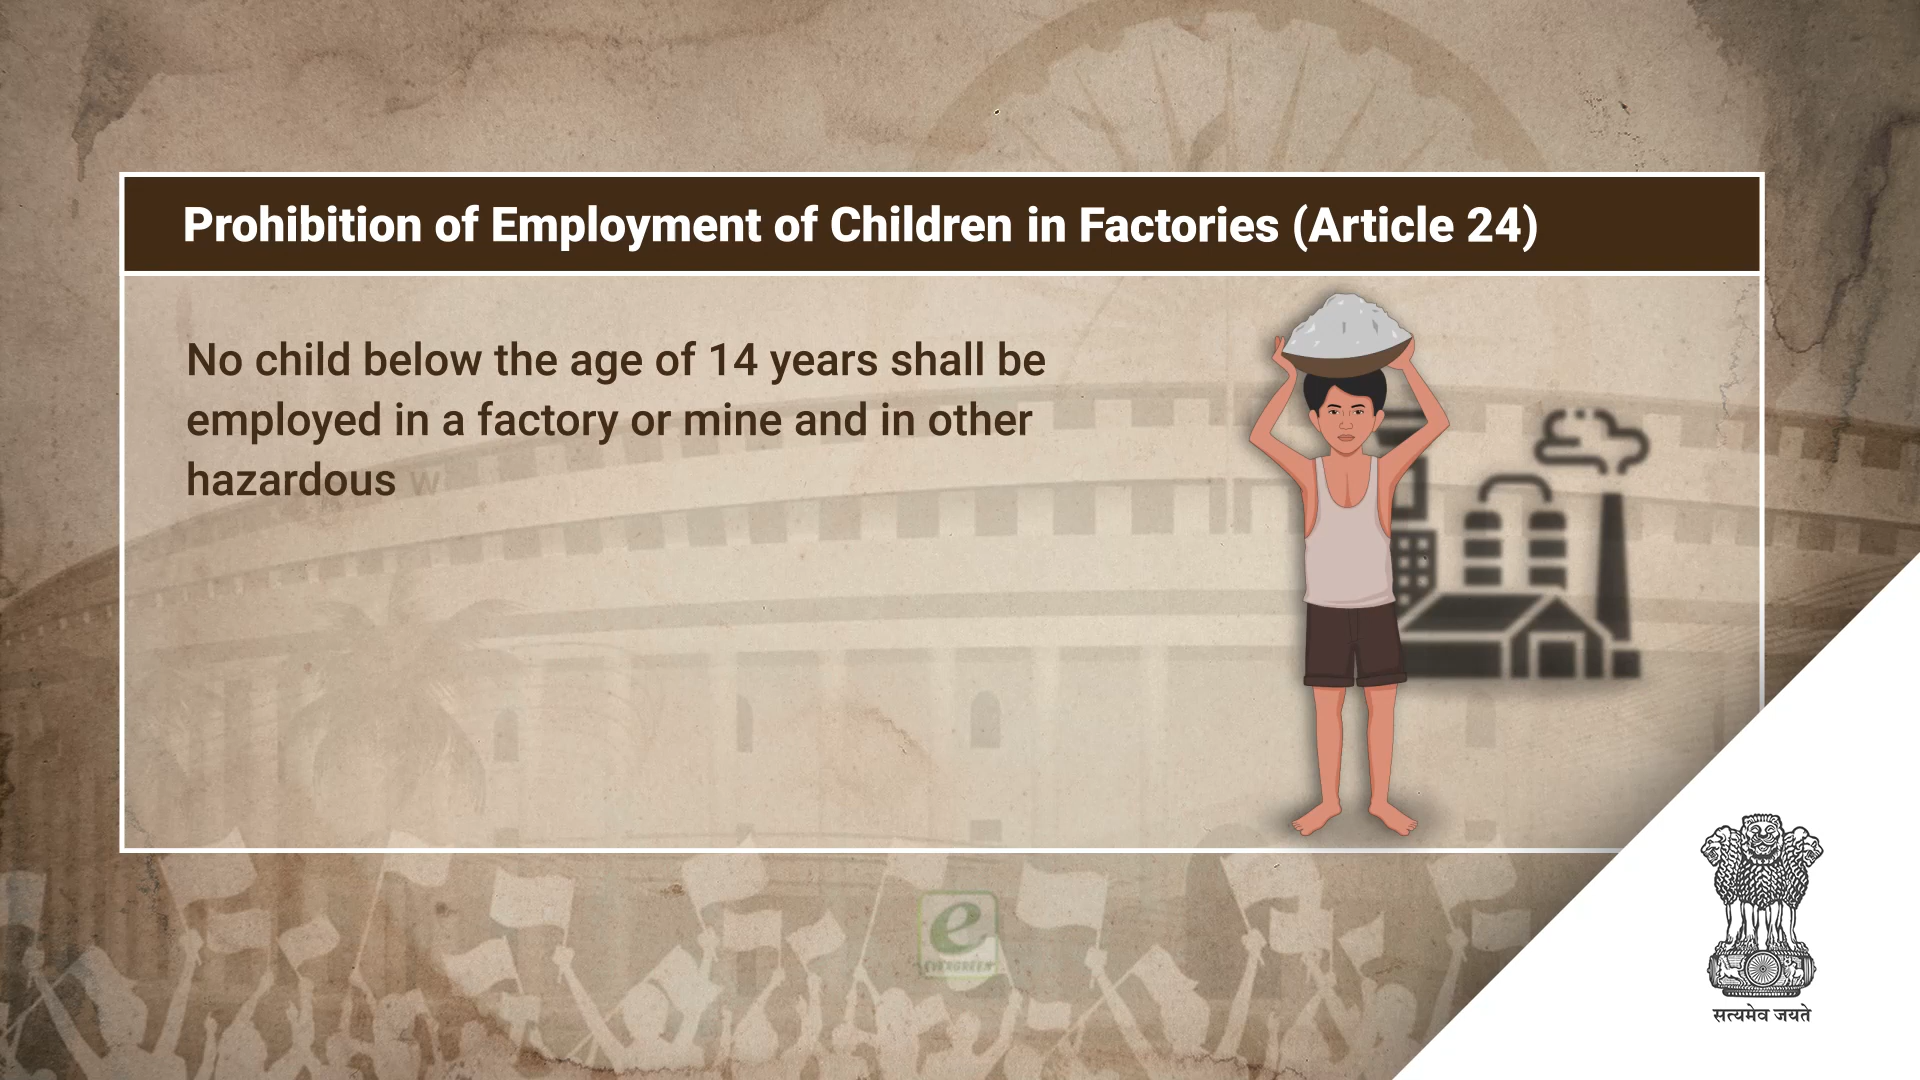 Prohibition of Employment of Children in Factories (Article 24)
No child below the age of 14 years shall be
employed in a factory or mine and in other
hazardous w
e
EVERGREEN
सत्यमेव जयते